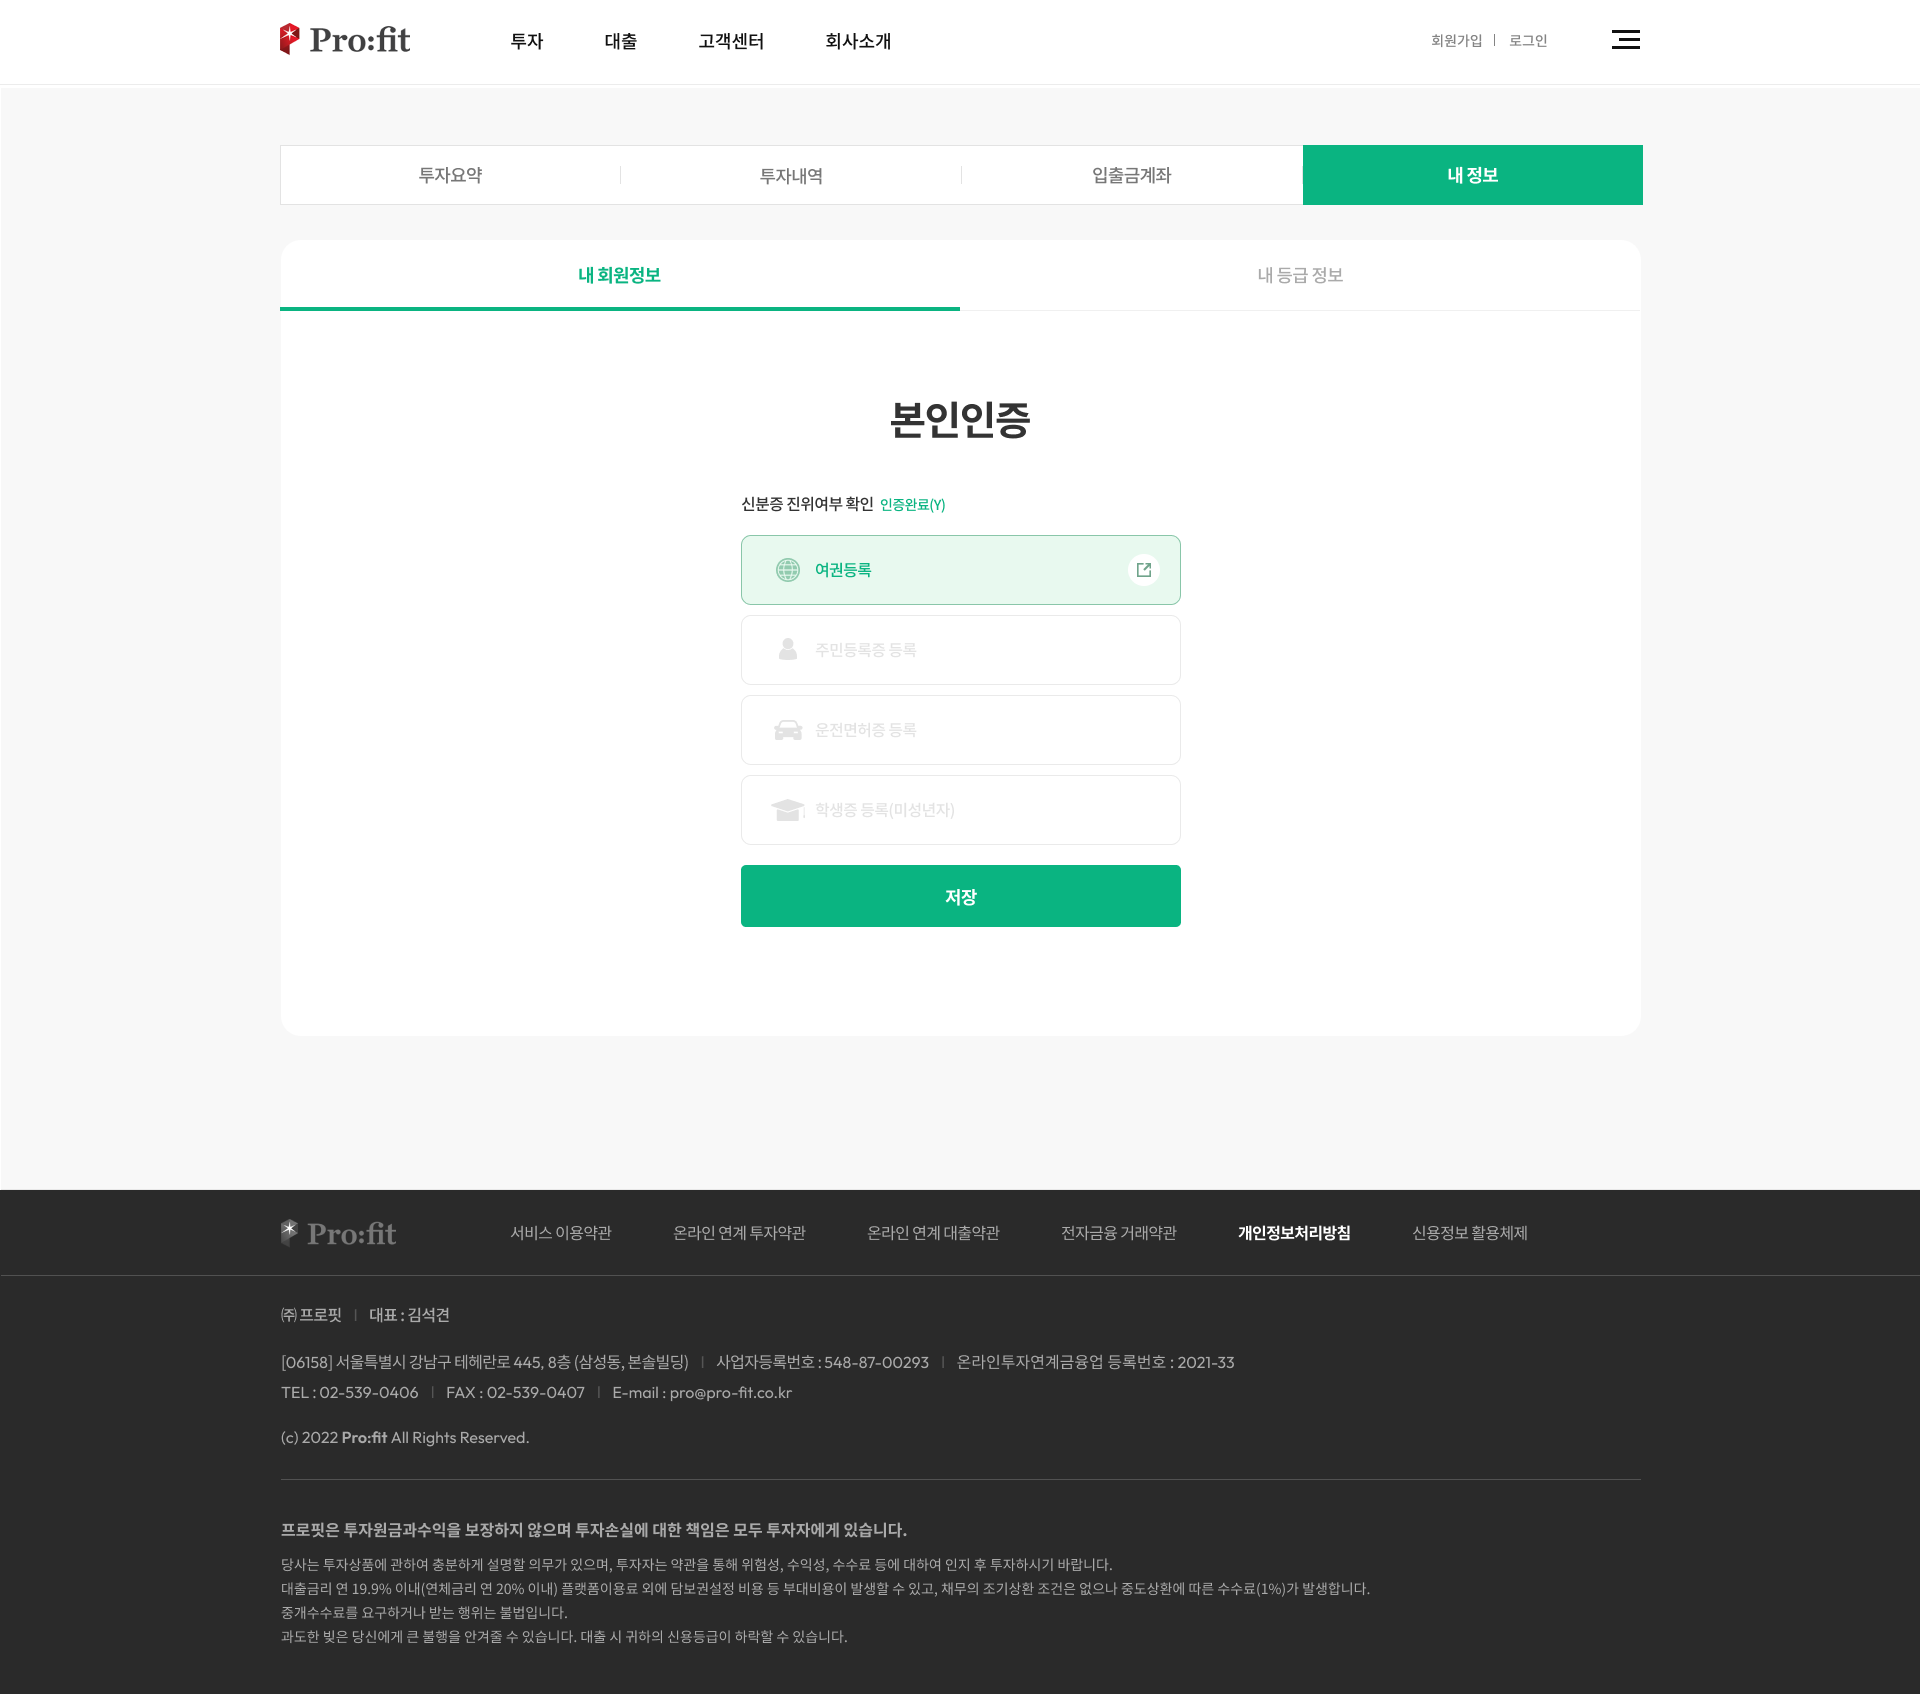 Pro:fit 투자 대출 고객센터 회사소개 회원가입 | 로그인
투자요약 투자내역 입출금계좌 내 정보
내 회원정보 내 등급 정보
본인인증
신분증 진위여부 확인 인증완료(Y)
여권등록
주민등록증 등록
운전면허증 등록
학생증 등록(미성년자)
저장
Pro:fit 서비스 이용약관 온라인 연계 투자약관 온라인 연계 대출약관 전자금융 거래약관 개인정보처리방침 신용정보 활용체제
㈜ 프로핏 | 대표 : 김석견
[06158] 서울특별시 강남구 테헤란로 445, 8층 (삼성동, 본솔빌딩) | 사업자등록번호 : 548-87-00293 | 온라인투자연계금융업 등록번호 : 2021-33
TEL : 02-539-0406 | FAX : 02-539-0407 | E-mail : pro@pro-fit.co.kr
(c) 2022 Pro:fit All Rights Reserved.
프로핏은 투자원금과수익을 보장하지 않으며 투자손실에 대한 책임은 모두 투자자에게 있습니다.
당사는 투자상품에 관하여 충분하게 설명할 의무가 있으며, 투자자는 약관을 통해 위험성, 수익성, 수수료 등에 대하여 인지 후 투자하시기 바랍니다.
대출금리 연 19.9% 이내(연체금리 연 20% 이내) 플랫폼이용료 외에 담보권설정 비용 등 부대비용이 발생할 수 있고, 채무의 조기상환 조건은 없으나 중도상환에 따른 수수료(1%)가 발생합니다.
중개수수료를 요구하거나 받는 행위는 불법입니다.
과도한 빚은 당신에게 큰 불행을 안겨줄 수 있습니다. 대출 시 귀하의 신용등급이 하락할 수 있습니다.